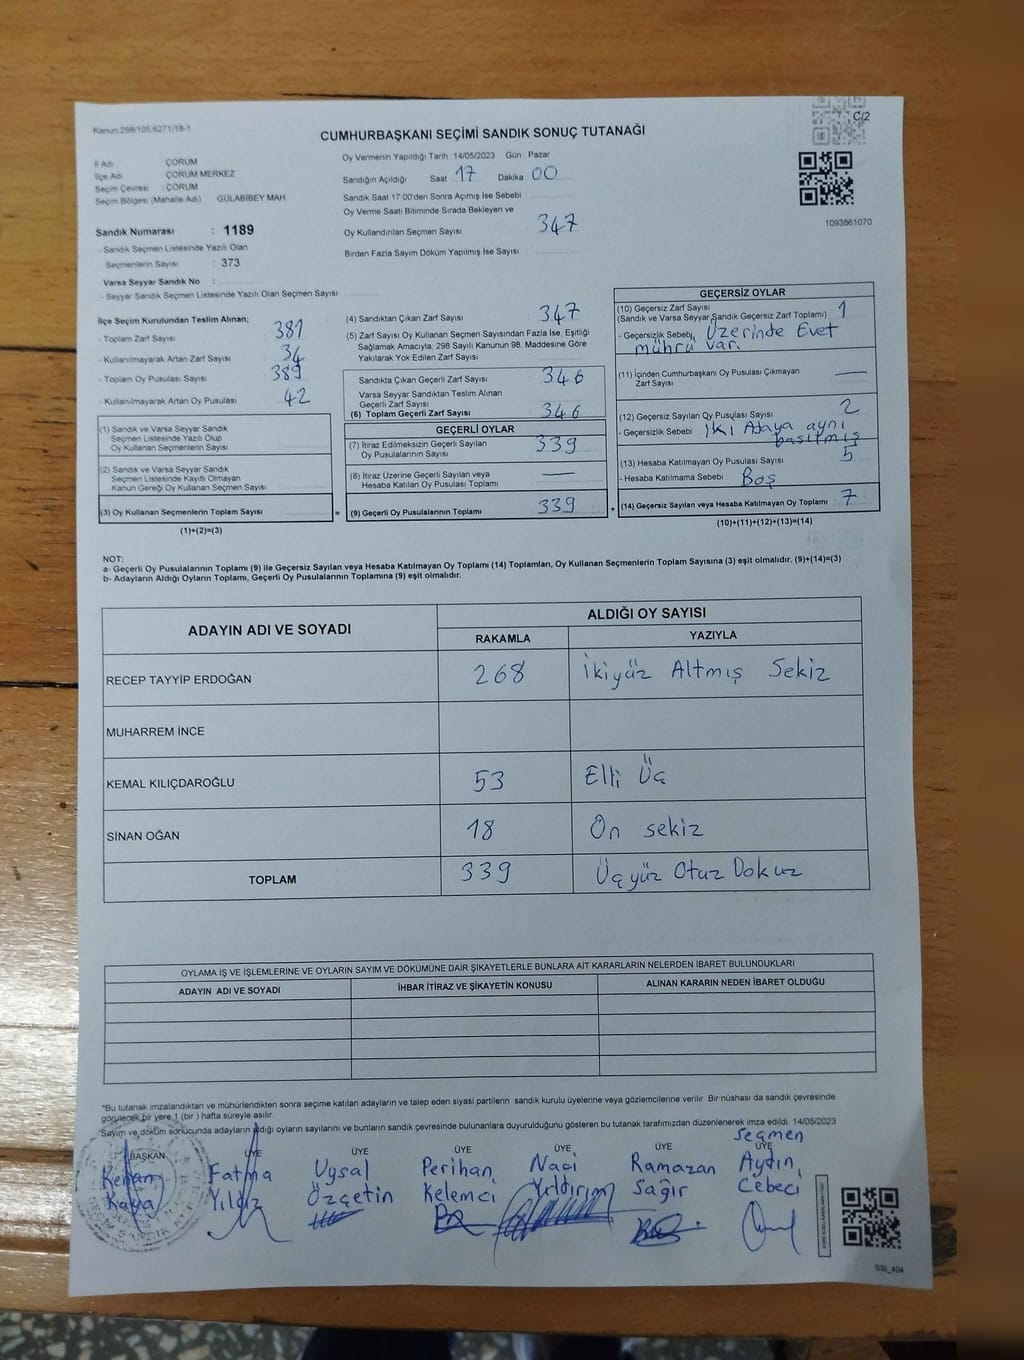 Kanun 298/105;6271/18-1
C/2
CUMHURBAŞKANI SEÇİMİ SANDIK SONUÇ TUTANAĞI
İl Adı ÇORUM
İlçe Adı ÇORUM MERKEZ
Seçim Çevresi : ÇORUM
Seçim Bölgesi (Mahalle Adı) GÜLABİBEY MAH
Sandık Numarası : 1189
- Sandık Seçmen Listesinde Yazılı Olan
Seçmenlerin Sayısı : 373
Varsa Seyyar Sandık No :
- Seyyar Sandık Seçmen Listesinde Yazılı Olan Seçmen Sayısı
Oy Vermenin Yapıldığı Tarih : 14/05/2023 Gün : Pazar
Sandığın Açıldığı Saat 17 Dakika 00
Sandık Saat 17:00'den Sonra Açılmış İse Sebebi
Oy Verme Saati Bitiminde Sırada Bekleyen ve
Oy Kullandırılan Seçmen Sayısı 347
Birden Fazla Sayım Döküm Yapılmış İse Sayısı
1093861070
İlçe Seçim Kurulundan Teslim Alınan;
- Toplam Zarf Sayısı 381
- Kullanılmayarak Artan Zarf Sayısı 34
- Toplam Oy Pusulası Sayısı 389
- Kullanılmayarak Artan Oy Pusulası 42
(1) Sandık ve Varsa Seyyar Sandık
Seçmen Listesinde Yazılı Olup
Oy Kullanan Seçmenlerin Sayısı
(2) Sandık ve Varsa Seyyar Sandık
Seçmen Listesinde Kayıtlı Olmayan
Kanun Gereği Oy Kullanan Seçmen Sayısı
(3) Oy Kullanan Seçmenlerin Toplam Sayısı =
(1)+(2)=(3)
(4) Sandıktan Çıkan Zarf Sayısı 347
(5) Zarf Sayısı Oy Kullanan Seçmen Sayısından Fazla İse, Eşitliği
Sağlamak Amacıyla, 298 Sayılı Kanunun 98. Maddesine Göre
Yakılarak Yok Edilen Zarf Sayısı
Sandıkta Çıkan Geçerli Zarf Sayısı 346
Varsa Seyyar Sandıktan Teslim Alınan
Geçerli Zarf Sayısı
(6) Toplam Geçerli Zarf Sayısı 346
GEÇERLİ OYLAR
(7) İtiraz Edilmeksizin Geçerli Sayılan
Oy Pusulalarının Sayısı 339
(8) İtiraz Üzerine Geçerli Sayılan veya
Hesaba Katılan Oy Pusulası Toplamı —
(9) Geçerli Oy Pusulalarının Toplamı 339 +
GEÇERSİZ OYLAR
(10) Geçersiz Zarf Sayısı
(Sandık ve Varsa Seyyar Sandık Geçersiz Zarf Toplamı) 1
- Geçersizlik Sebebi Üzerinde Evet
mührü var.
(11) İçinden Cumhurbaşkanı Oy Pusulası Çıkmayan
Zarf Sayısı —
(12) Geçersiz Sayılan Oy Pusulası Sayısı 2
- Geçersizlik Sebebi İki Adaya aynı
basılmış
(13) Hesaba Katılmayan Oy Pusulası Sayısı 5
- Hesaba Katılmama Sebebi Boş
(14) Geçersiz Sayılan veya Hesaba Katılmayan Oy Toplamı 7
(10)+(11)+(12)+(13)=(14)
NOT:
a- Geçerli Oy Pusulalarının Toplamı (9) ile Geçersiz Sayılan veya Hesaba Katılmayan Oy Toplamı (14) Toplamları, Oy Kullanan Seçmenlerin Toplam Sayısına (3) eşit olmalıdır. (9)+(14)=(3)
b- Adayların Aldığı Oyların Toplamı, Geçerli Oy Pusulalarının Toplamına (9) eşit olmalıdır.
ADAYIN ADI VE SOYADI ALDIĞI OY SAYISI
RAKAMLA YAZIYLA
RECEP TAYYİP ERDOĞAN 268 İkiyüz Altmış Sekiz
MUHARREM İNCE
KEMAL KILIÇDAROĞLU 53 Elli Üç
SİNAN OĞAN 18 On sekiz
TOPLAM 339 Üçyüz Otuz Dokuz
OYLAMA İŞ VE İŞLEMLERİNE VE OYLARIN SAYIM VE DÖKÜMÜNE DAİR ŞİKAYETLERLE BUNLARA AİT KARARLARIN NELERDEN İBARET BULUNDUKLARI
ADAYIN ADI VE SOYADI İHBAR İTİRAZ VE ŞİKAYETİN KONUSU ALINAN KARARIN NEDEN İBARET OLDUĞU
*Bu tutanak imzalandıktan ve mühürlendikten sonra seçime katılan adayların ve talep eden siyasi partilerin sandık kurulu üyelerine veya gözlemcilerine verilir. Bir nüshası da sandık çevresinde
görülecek bir yere 1 (bir) hafta süreyle asılır.
Sayım ve döküm sonucunda adayların aldığı oyların sayılarını ve bunların sandık çevresinde bulunanlara duyurulduğunu gösteren bu tutanak tarafımızdan düzenlenerek imza edildi. 14/05/2023
Seçmen
BAŞKAN ÜYE ÜYE ÜYE ÜYE ÜYE ÜYE
Kenan Fatma Uysal Perihan Naci Ramazan Aydın
Kaya Yıldız Özçetin Kelemci Yıldırım Sağır Cebeci
SSI_404